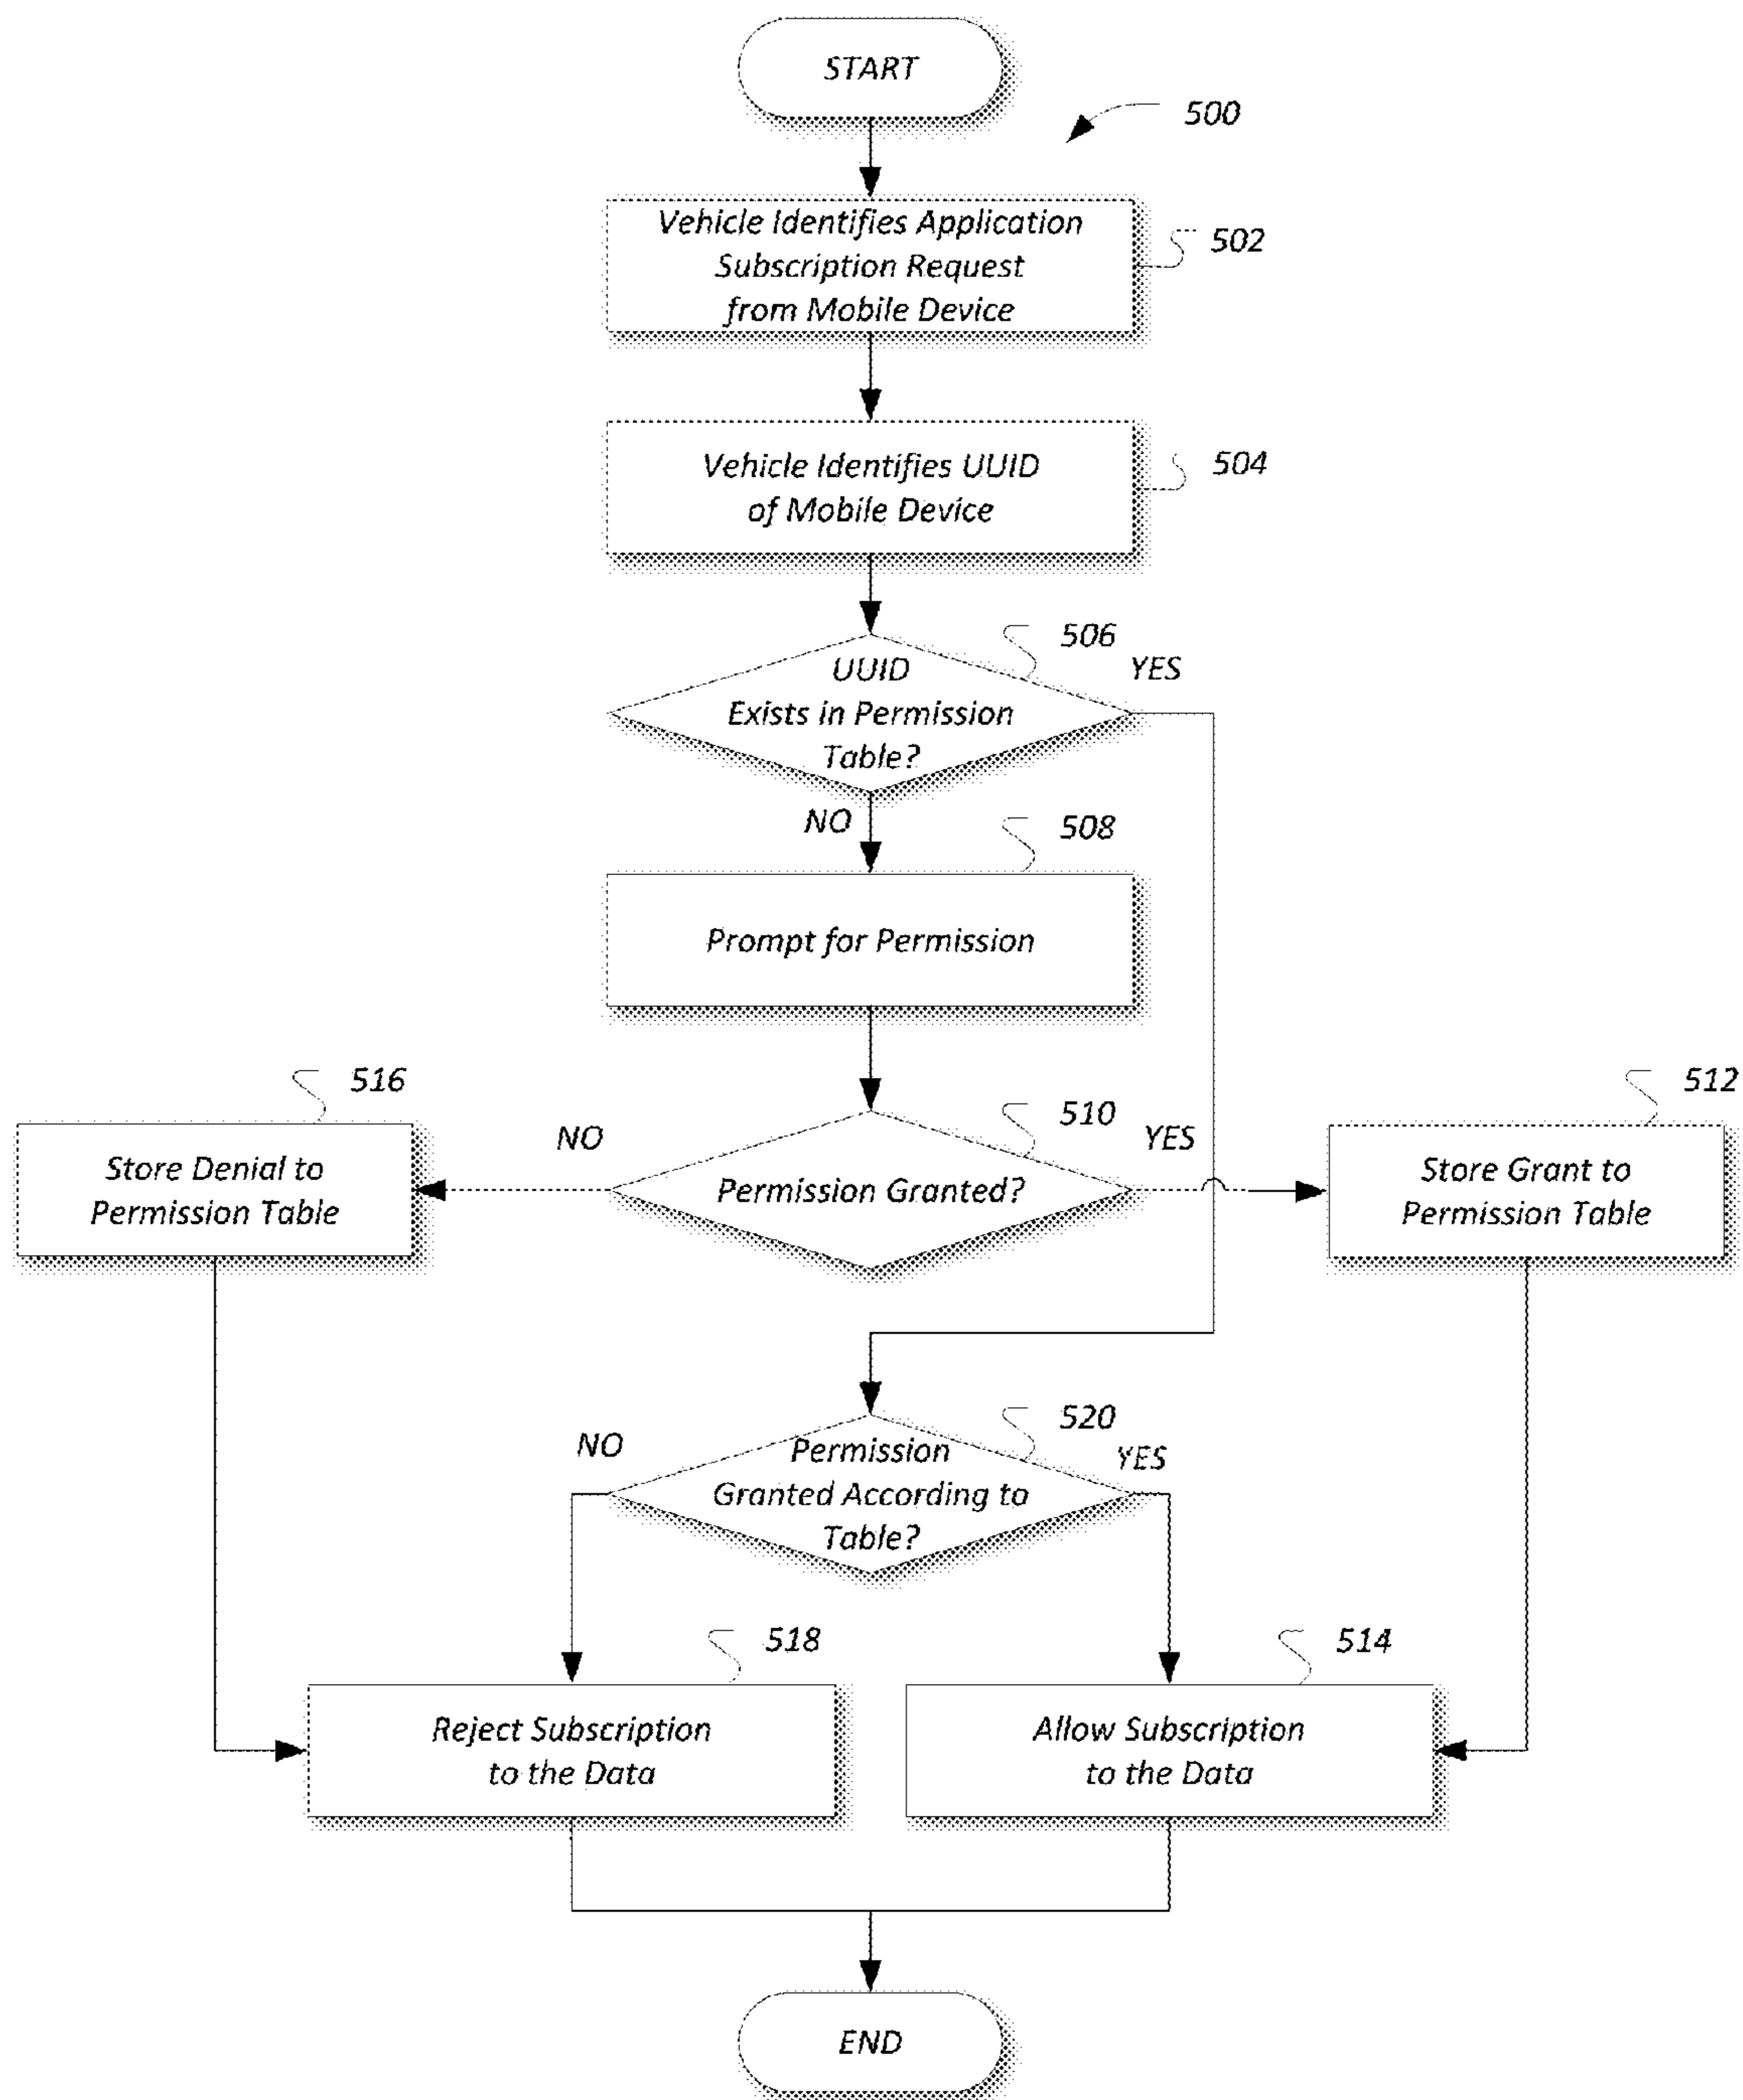 START
500
Vehicle Identifies Application
Subscription Request
from Mobile Device
502
Vehicle Identifies UUID
of Mobile Device
504
506
YES
UUID
Exists in Permission
Table?
NO
508
Prompt for Permission
516
Store Denial to
Permission Table
NO
510
YES
Permission Granted?
512
Store Grant to
Permission Table
520
NO
YES
Permission
Granted According to
Table?
518
Reject Subscription
to the Data
514
Allow Subscription
to the Data
END